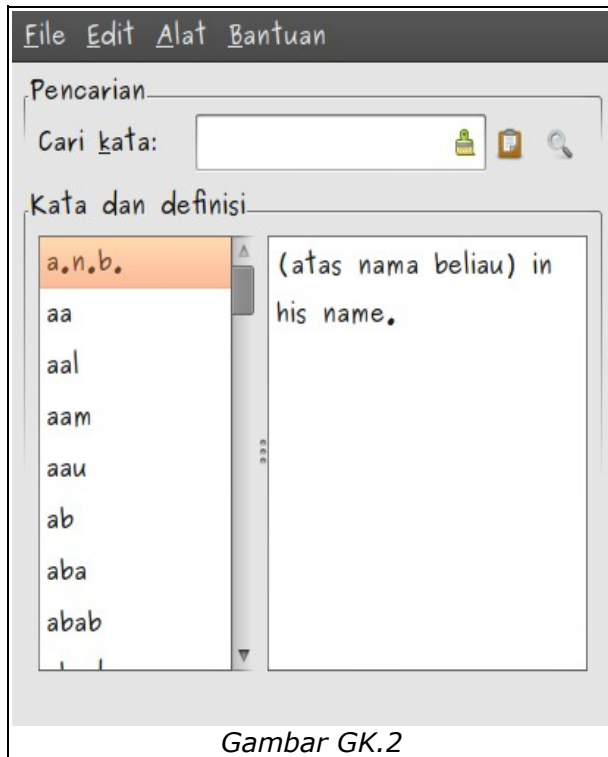 File Edit Alat Bantuan
Pencarian
Cari kata:
Kata dan definisi
a.n.b.
aa
aal
aam
aau
ab
aba
abab
(atas nama beliau) in
his name.
Gambar GK.2